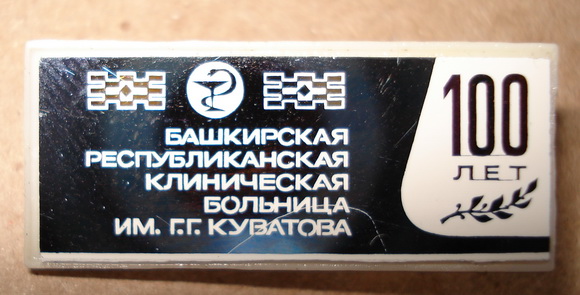 БАШКИРСКАЯ
РЕСПУБЛИКАНСКАЯ
КЛИНИЧЕСКАЯ
БОЛЬНИЦА
ИМ. Г.Г. КУВАТОВА
100
ЛЕТ